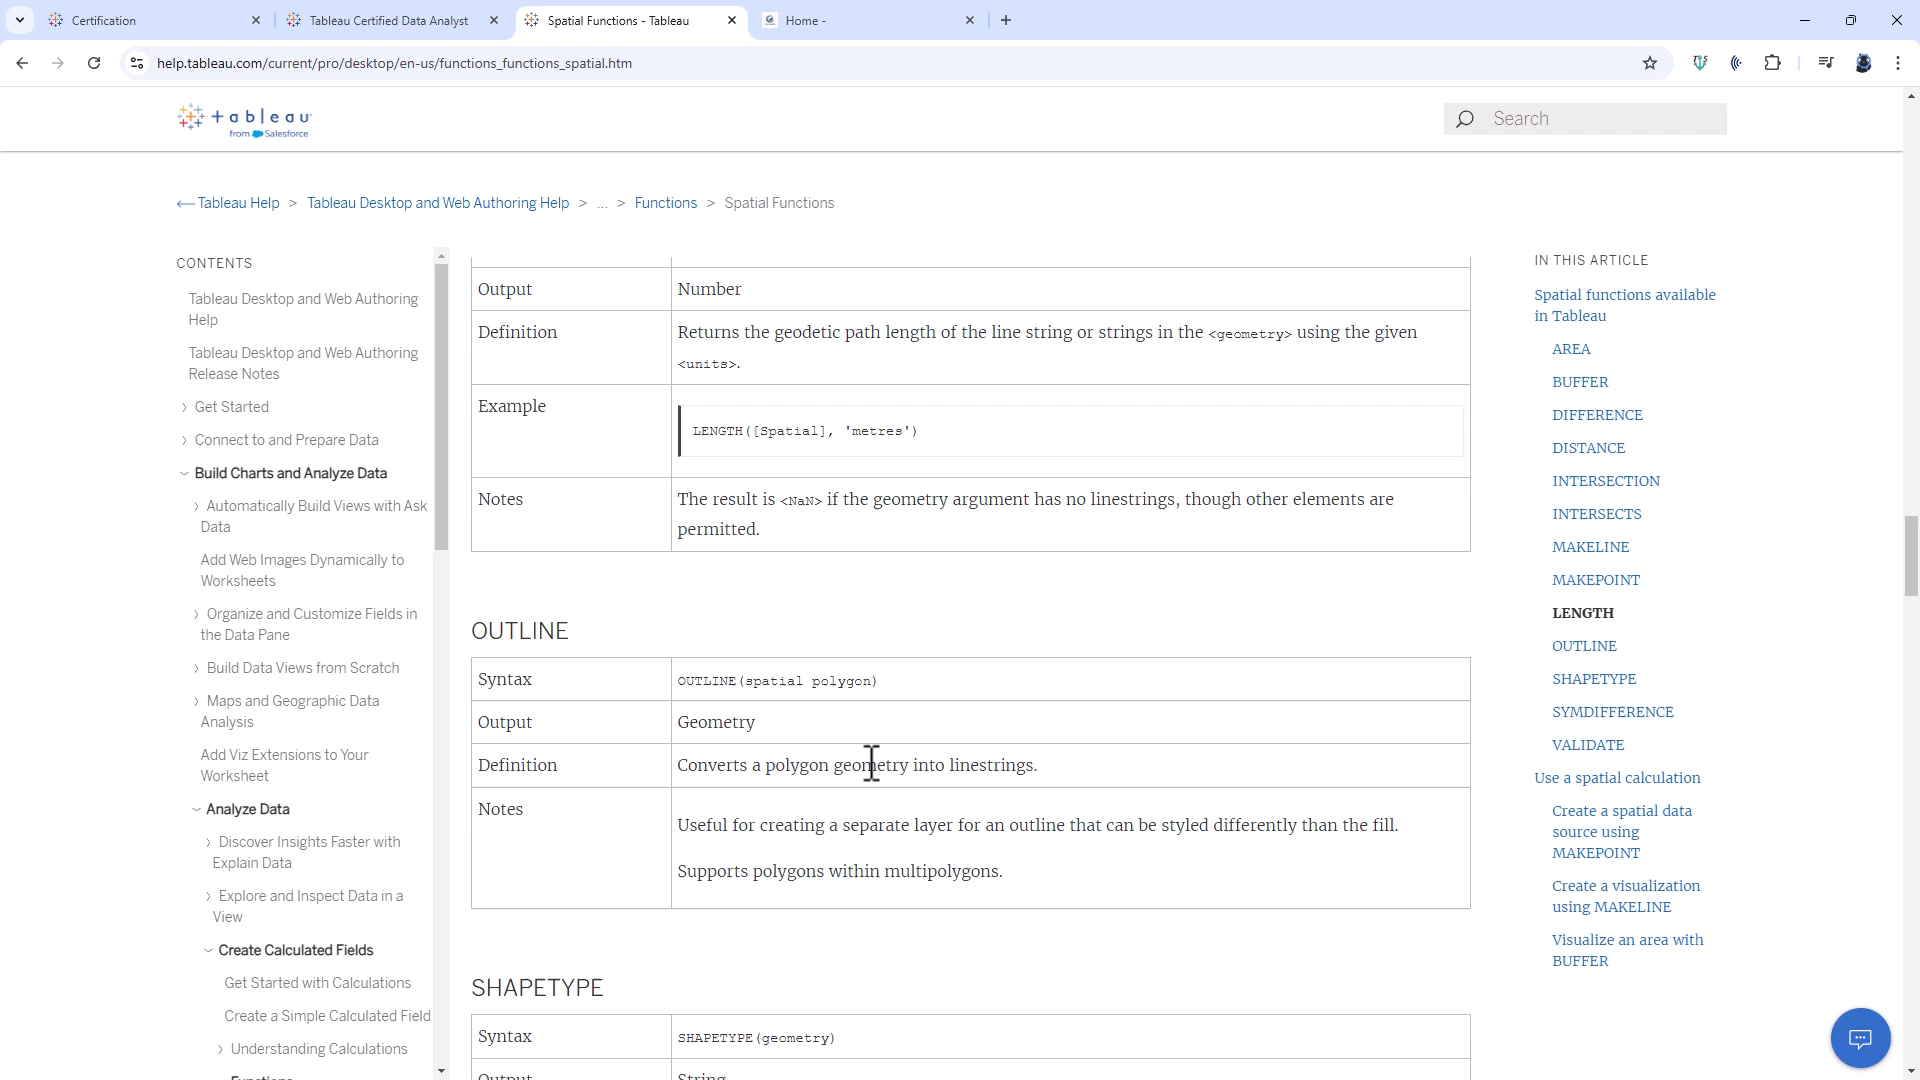 Certification
Tableau Certified Data Analyst
Spatial Functions - Tableau
Home -
help.tableau.com/current/pro/desktop/en-us/functions_functions_spatial.htm
+ a b | e a u
from Salesforce
Search
Tableau Help > Tableau Desktop and Web Authoring Help > ... > Functions > Spatial Functions
CONTENTS
Tableau Desktop and Web Authoring
Help
Tableau Desktop and Web Authoring
Release Notes
Get Started
Connect to and Prepare Data
Build Charts and Analyze Data
Automatically Build Views with Ask
Data
Add Web Images Dynamically to
Worksheets
Organize and Customize Fields in
the Data Pane
Build Data Views from Scratch
Maps and Geographic Data
Analysis
Add Viz Extensions to Your
Worksheet
Analyze Data
Discover Insights Faster with
Explain Data
Explore and Inspect Data in a
View
Create Calculated Fields
Get Started with Calculations
Create a Simple Calculated Field
Understanding Calculations
Functions
Output Number
Definition Returns the geodetic path length of the line string or strings in the <geometry> using the given
<units>.
Example
LENGTH([Spatial], 'metres')
Notes The result is <NaN> if the geometry argument has no linestrings, though other elements are
permitted.
OUTLINE
Syntax OUTLINE(spatial polygon)
Output Geometry
Definition Converts a polygon geometry into linestrings.
Notes
Useful for creating a separate layer for an outline that can be styled differently than the fill.
Supports polygons within multipolygons.
SHAPETYPE
Syntax SHAPETYPE(geometry)
Output String
IN THIS ARTICLE
Spatial functions available
in Tableau
AREA
BUFFER
DIFFERENCE
DISTANCE
INTERSECTION
INTERSECTS
MAKELINE
MAKEPOINT
LENGTH
OUTLINE
SHAPETYPE
SYMDIFFERENCE
VALIDATE
Use a spatial calculation
Create a spatial data
source using
MAKEPOINT
Create a visualization
using MAKELINE
Visualize an area with
BUFFER